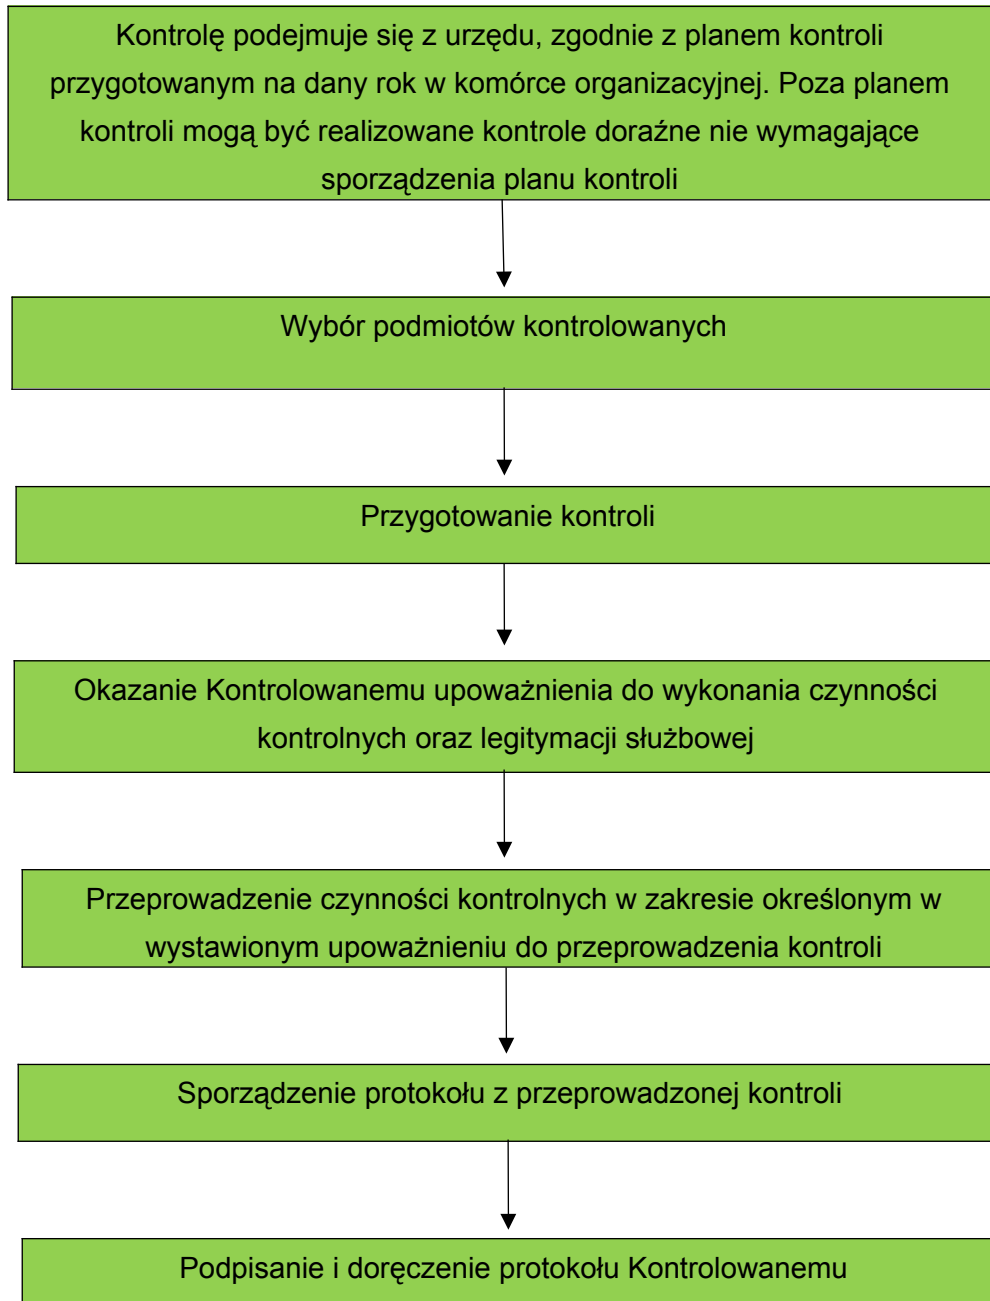 Kontrolę podejmuje się z urzędu, zgodnie z planem kontroli
przygotowanym na dany rok w komórce organizacyjnej. Poza planem
kontroli mogą być realizowane kontrole doraźne nie wymagające
sporządzenia planu kontroli
Wybór podmiotów kontrolowanych
Przygotowanie kontroli
Okazanie Kontrolowanemu upoważnienia do wykonania czynności
kontrolnych oraz legitymacji służbowej
Przeprowadzenie czynności kontrolnych w zakresie określonym w
wystawionym upoważnieniu do przeprowadzenia kontroli
Sporządzenie protokołu z przeprowadzonej kontroli
Podpisanie i doręczenie protokołu Kontrolowanemu